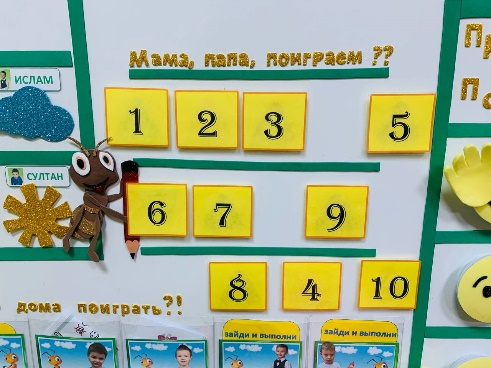 Мама, папа, поиграем ??
ИСЛАМ
1 2 3 5
СУЛТАН
6 7 9
8 4 10
дома поиграть?!
зайди и выполни
зайди и выполни